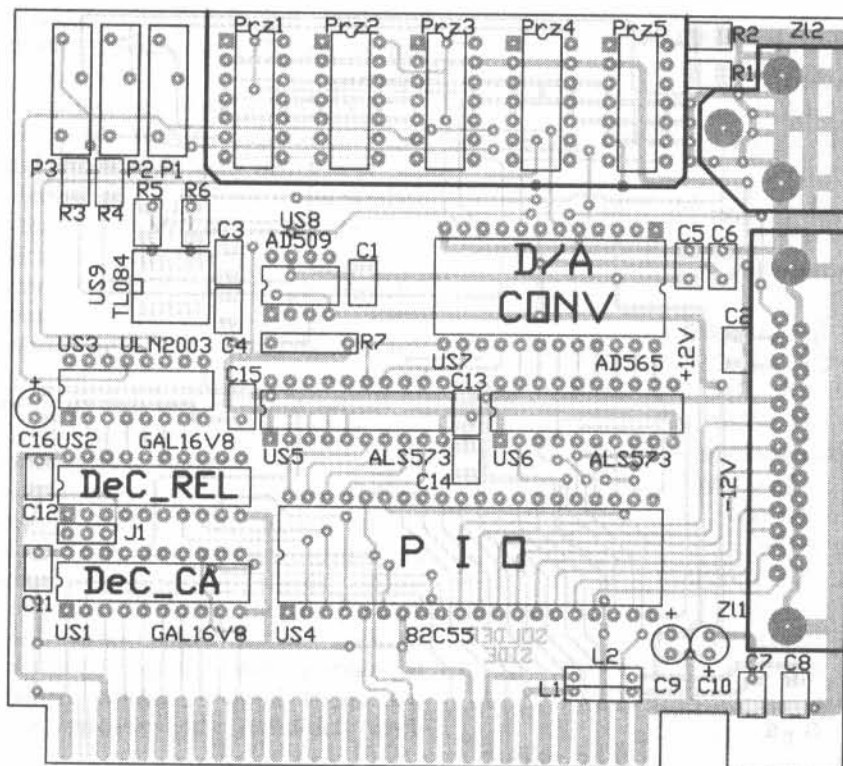 Prz1 Prz2 Prz3 Prz4 Prz5 R2 Zl2
R1
P3 P2 P1
R3 R4 R5 R6
US8
AD509
US9
TL084
C3
C1
D/A
CONV
C5 C6
C4
R7
US3 ULN2003
US7 AD565
+12V
C2
C15
C13
C16
US2 GAL16V8
US5 ALS573
US6 ALS573
C14
-12V
DeC_REL
C12
J1
P I O
DeC_CA
C11
US1 GAL16V8
US4 82C55
SOLDER
SIDE
Zl1
L2
L1
C9 C10
C7 C8